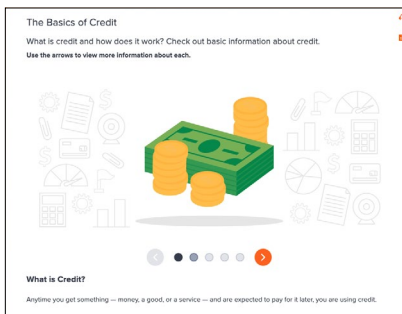 The Basics of Credit
What is credit and how does it work? Check out basic information about credit.
Use the arrows to view more information about each.
What is Credit?
Anytime you get something — money, a good, or a service — and are expected to pay for it later, you are using credit.